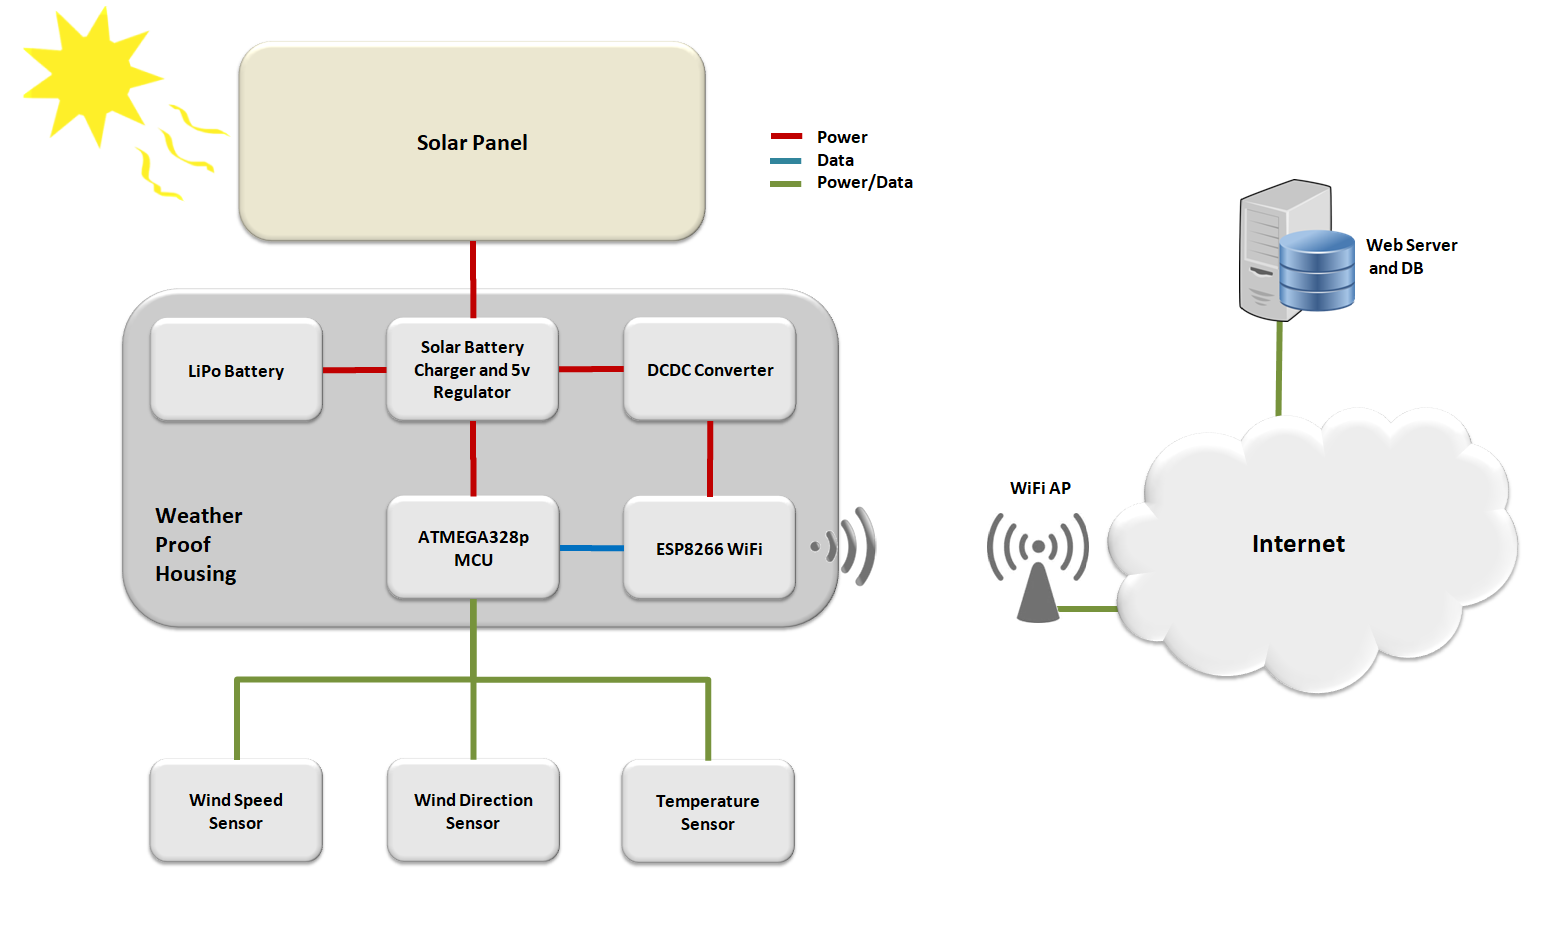 Solar Panel
Power
Data
Power/Data
Web Server
and DB
LiPo Battery
Solar Battery
Charger and 5v
Regulator
DCDC Converter
WiFi AP
Weather
Proof
Housing
ATMEGA328p
MCU
ESP8266 WiFi
Internet
Wind Speed
Sensor
Wind Direction
Sensor
Temperature
Sensor